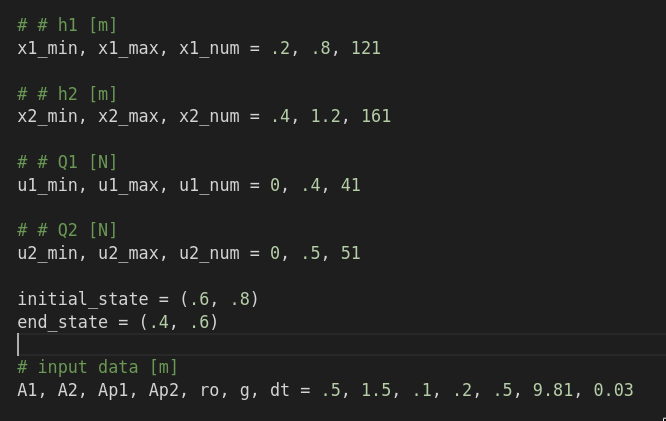 # # h1 [m]
x1_min, x1_max, x1_num = .2, .8, 121
# # h2 [m]
x2_min, x2_max, x2_num = .4, 1.2, 161
# # Q1 [N]
u1_min, u1_max, u1_num = 0, .4, 41
# # Q2 [N]
u2_min, u2_max, u2_num = 0, .5, 51
initial_state = (.6, .8)
end_state = (.4, .6)
# input data [m]
A1, A2, Ap1, Ap2, ro, g, dt = .5, 1.5, .1, .2, .5, 9.81, 0.03